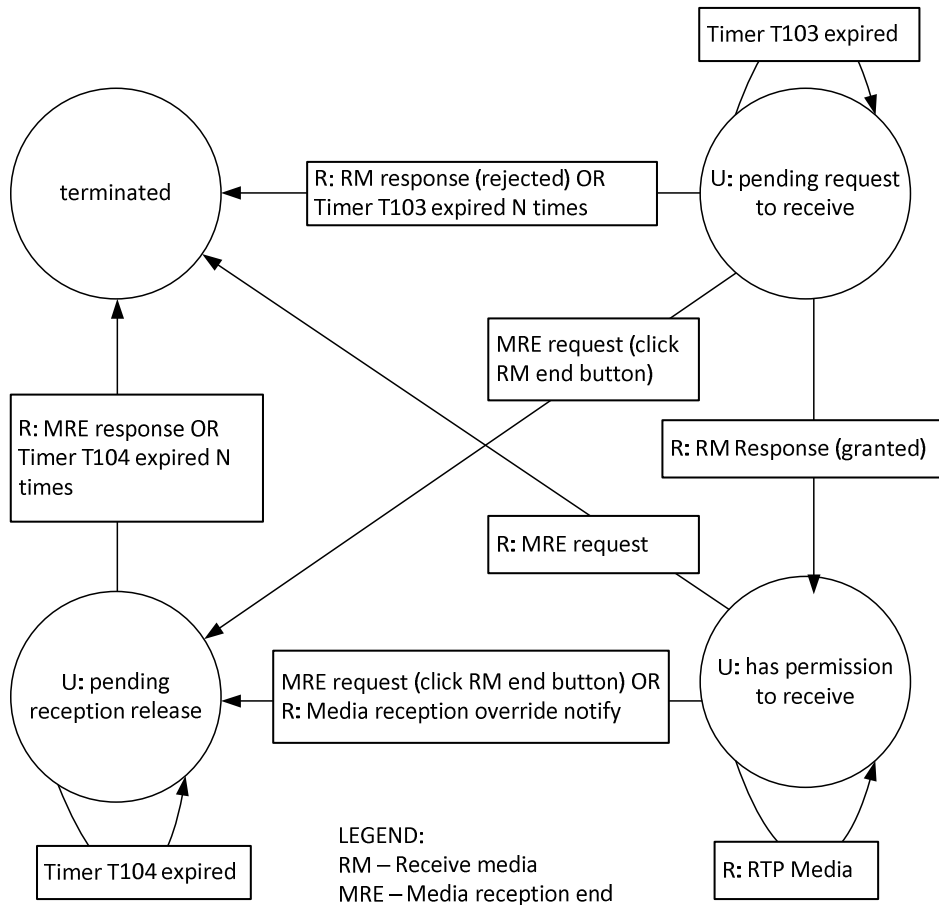 Timer T103 expired
terminated
R: RM response (rejected) OR
Timer T103 expired N times
U: pending request
to receive
MRE request (click
RM end button)
R: MRE response OR
Timer T104 expired N
times
R: RM Response (granted)
R: MRE request
U: pending
reception release
MRE request (click RM end button) OR
R: Media reception override notify
U: has permission
to receive
Timer T104 expired
R: RTP Media
LEGEND:
RM – Receive media
MRE – Media reception end